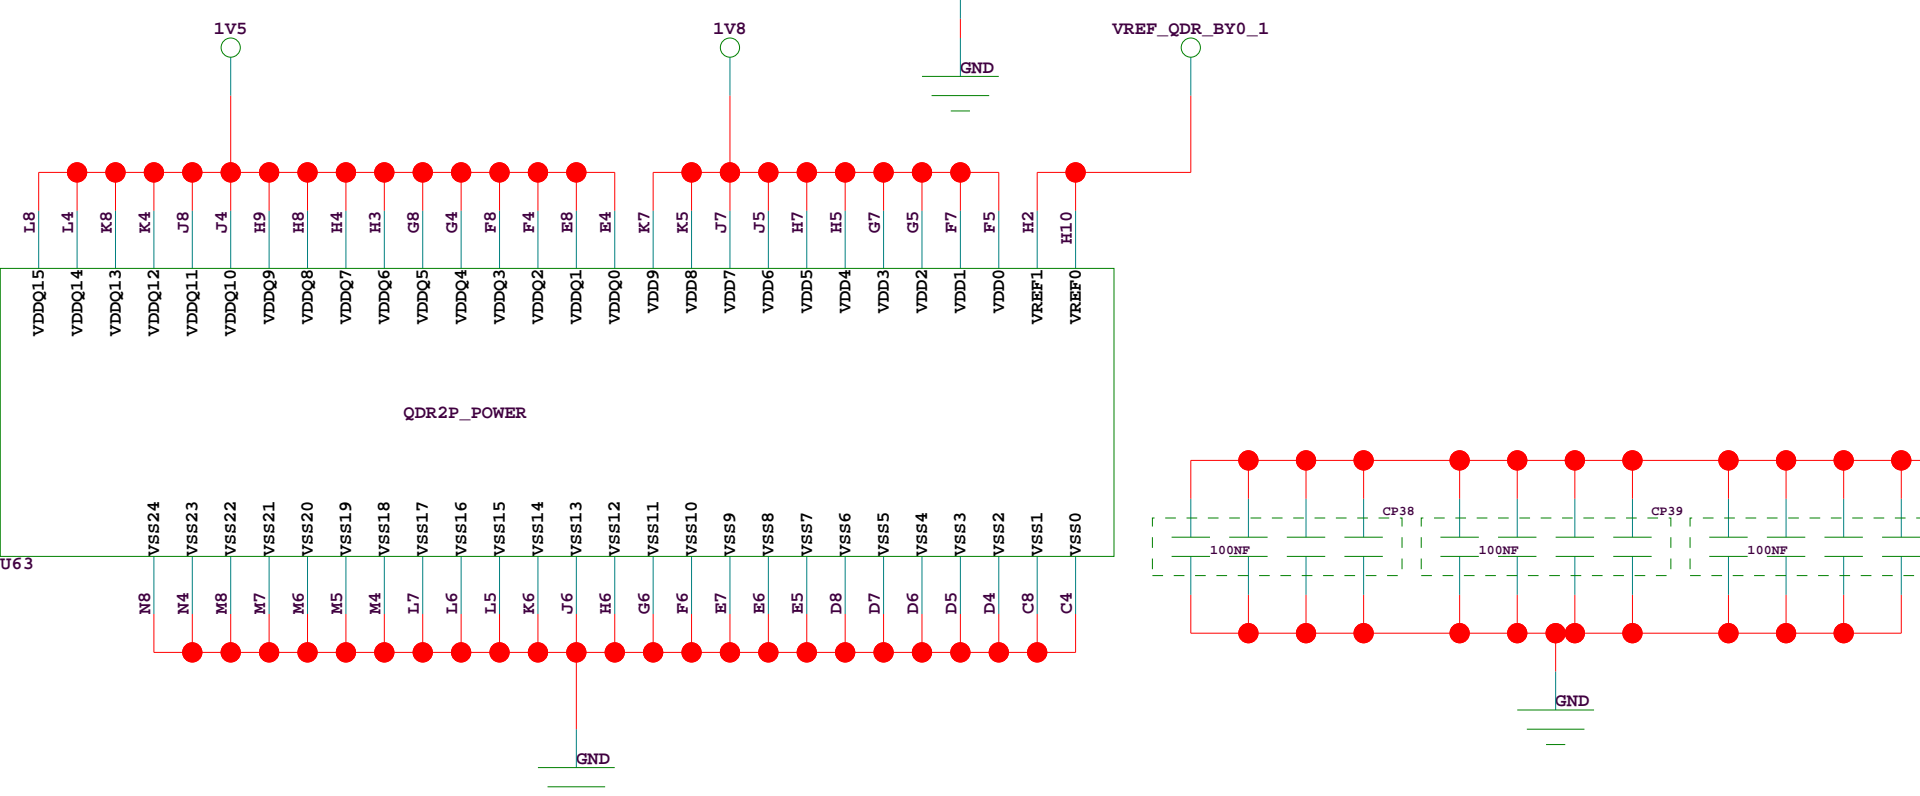 1V5
1V8
VREF_QDR_BY0_1
GND
L8 L4 K8 K4 J8 J4 H9 H8 H4 H3 G8 G4 F8 F4 E8 E4 K7 K5 J7 J5 H7 H5 G7 G5 F7 F5 H2 H10
VDDQ15 VDDQ14 VDDQ13 VDDQ12 VDDQ11 VDDQ10 VDDQ9 VDDQ8 VDDQ7 VDDQ6 VDDQ5 VDDQ4 VDDQ3 VDDQ2 VDDQ1 VDDQ0 VDD9 VDD8 VDD7 VDD6 VDD5 VDD4 VDD3 VDD2 VDD1 VDD0 VREF1 VREF0
QDR2P_POWER
VSS24 VSS23 VSS22 VSS21 VSS20 VSS19 VSS18 VSS17 VSS16 VSS15 VSS14 VSS13 VSS12 VSS11 VSS10 VSS9 VSS8 VSS7 VSS6 VSS5 VSS4 VSS3 VSS2 VSS1 VSS0
U63
N8 N4 M8 M7 M6 M5 M4 L7 L6 L5 K6 J6 H6 G6 F6 E7 E6 E5 D8 D7 D6 D5 D4 C8 C4
GND
CP38
CP39
100NF
100NF
100NF
GND